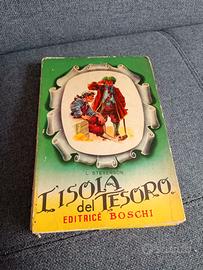 L. STEVENSON
L'ISOLA
del TESORO
EDITRICE BOSCHI